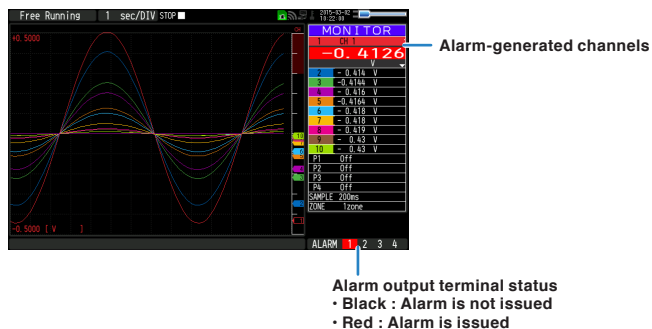 Free Running 1 sec/DIV STOP 2015-03-02 10:22:00
+0.5000
CH
MONITOR
1 CH 1
-0.4126
V
2 - 0.414 V
3 -0.4144 V
4 - 0.416 V
5 -0.4164 V
6 - 0.418 V
7 - 0.418 V
8 - 0.419 V
9 - 0.43 V
10 - 0.43 V
P1 Off
P2 Off
P3 Off
P4 Off
SAMPLE 200ms
ZONE 1zone
10
-0.5000 [ V ]
ALARM 1 2 3 4
Alarm-generated channels
Alarm output terminal status
・Black : Alarm is not issued
・Red : Alarm is issued